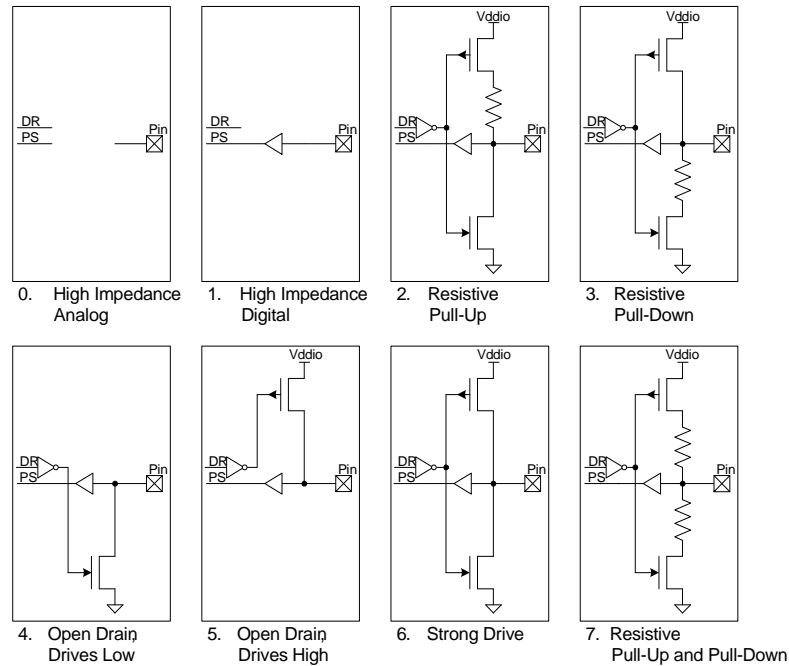 Vddio
Vddio
DR
PS
Pin
DR
PS
Pin
DR
PS
Pin
DR
PS
Pin
0. High Impedance
Analog
1. High Impedance
Digital
2. Resistive
Pull-Up
3. Resistive
Pull-Down
Vddio
Vddio
Vddio
DR
PS
Pin
DR
PS
Pin
DR
PS
Pin
DR
PS
Pin
4. Open Drain,
Drives Low
5. Open Drain,
Drives High
6. Strong Drive
7. Resistive
Pull-Up and Pull-Down